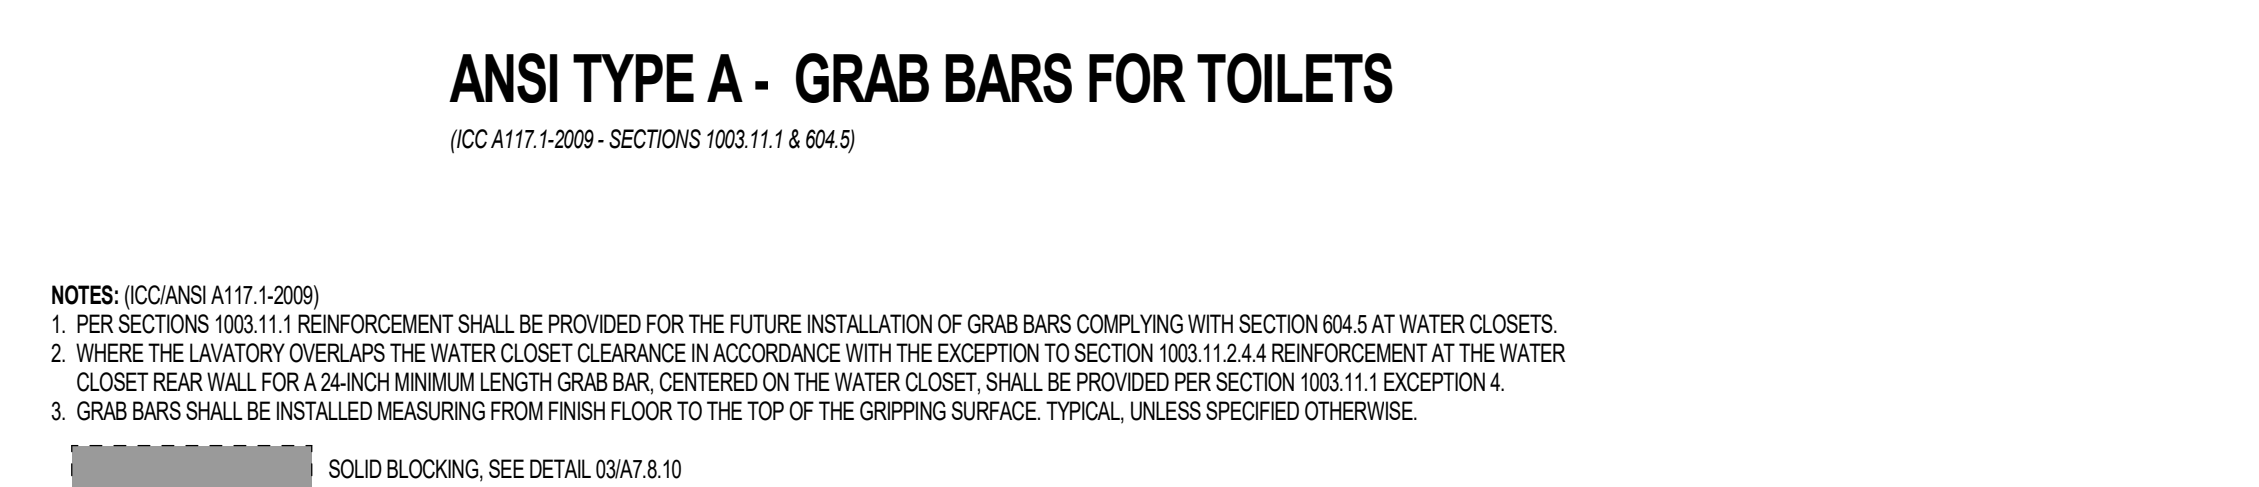 ANSI TYPE A - GRAB BARS FOR TOILETS
(ICC A117.1-2009 - SECTIONS 1003.11.1 & 604.5)
NOTES: (ICC/ANSI A117.1-2009)
1. PER SECTIONS 1003.11.1 REINFORCEMENT SHALL BE PROVIDED FOR THE FUTURE INSTALLATION OF GRAB BARS COMPLYING WITH SECTION 604.5 AT WATER CLOSETS.
2. WHERE THE LAVATORY OVERLAPS THE WATER CLOSET CLEARANCE IN ACCORDANCE WITH THE EXCEPTION TO SECTION 1003.11.2.4.4 REINFORCEMENT AT THE WATER
CLOSET REAR WALL FOR A 24-INCH MINIMUM LENGTH GRAB BAR, CENTERED ON THE WATER CLOSET, SHALL BE PROVIDED PER SECTION 1003.11.1 EXCEPTION 4.
3. GRAB BARS SHALL BE INSTALLED MEASURING FROM FINISH FLOOR TO THE TOP OF THE GRIPPING SURFACE. TYPICAL, UNLESS SPECIFIED OTHERWISE.
SOLID BLOCKING, SEE DETAIL 03/A7.8.10